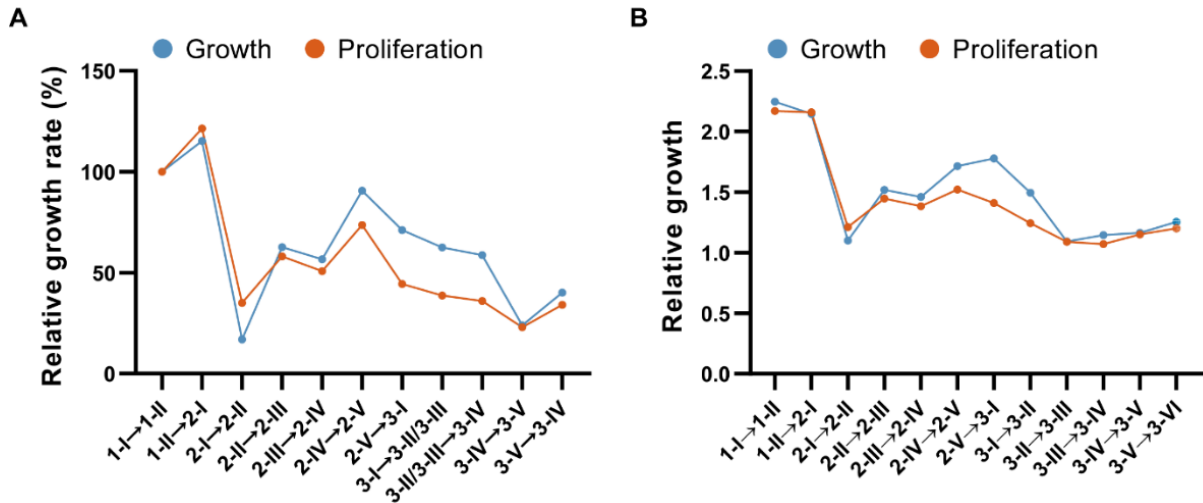 A
Growth Proliferation
Relative growth rate (%)
150
100
50
0
1-I→1-II
1-II→2-I
2-I→2-II
2-II→2-III
2-III→2-IV
2-IV→2-V
2-V→3-I
3-I→3-II/3-III
3-II/3-III→3-IV
3-IV→3-V
3-V→3-IV
B
Growth Proliferation
Relative growth
2.5
2.0
1.5
1.0
0.5
0.0
1-I→1-II
1-II→2-I
2-I→2-II
2-II→2-III
2-III→2-IV
2-IV→2-V
2-V→3-I
3-I→3-II
3-II→3-III
3-III→3-IV
3-IV→3-V
3-V→3-VI